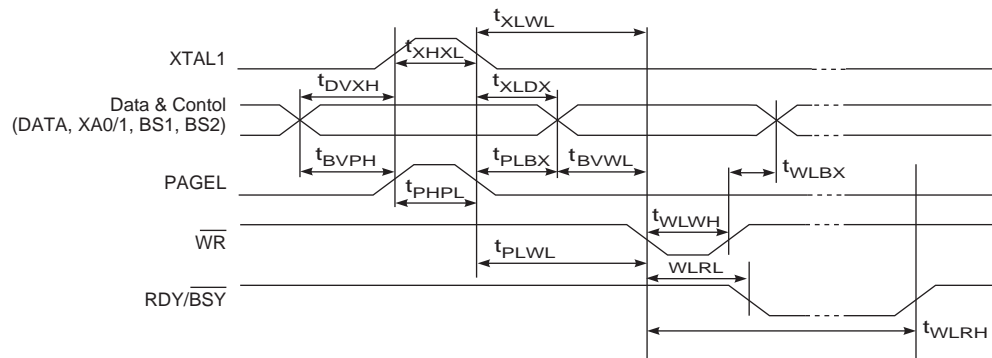 tXLWL
XTAL1
tXHXL
tDVXH
tXLDX
Data & Contol
(DATA, XA0/1, BS1, BS2)
tBVPH
tPLBX
tBVWL
tWLBX
PAGEL
tPHPL
tWLWH
WR
tPLWL
WLRL
RDY/BSY
tWLRH